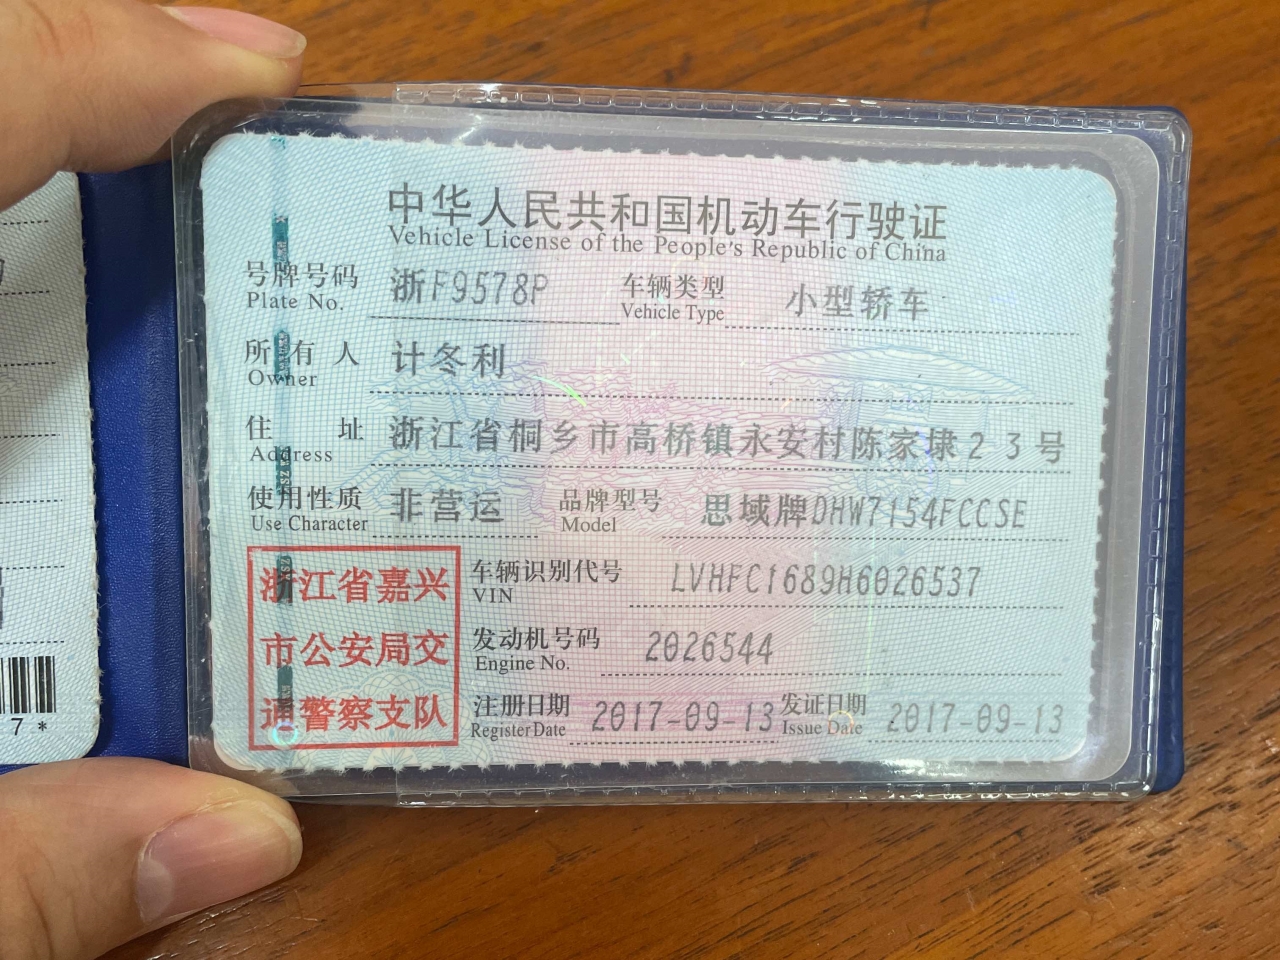 中华人民共和国机动车行驶证
Vehicle License of the People's Republic of China
号牌号码 浙F9578P 车辆类型 小型轿车
Plate No. Vehicle Type
所有人 计冬利
Owner
住址 浙江省桐乡市高桥镇永安村陈家埭23号
Address
使用性质 非营运 品牌型号 思域牌DHW7154FCCSE
Use Character Model
浙江省嘉兴
市公安局交
通警察支队
车辆识别代号 LVHFC1689H6026537
VIN
发动机号码 2026544
Engine No.
注册日期 2017-09-13 发证日期 2017-09-13
Register Date Issue Date
7*